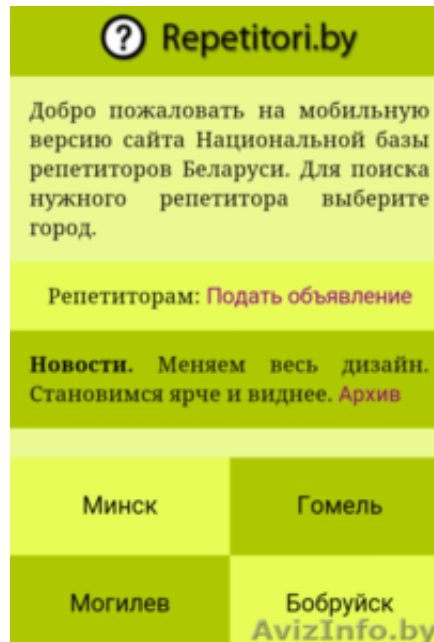 ? Repetitori.by
Добро пожаловать на мобильную
версию сайта Национальной базы
репетиторов Беларуси. Для поиска
нужного репетитора выберите
город.
Репетиторам: Подать объявление
Новости. Меняем весь дизайн.
Становимся ярче и виднее. Архив
Минск Гомель
Могилев Бобруйск
AvizInfo.by